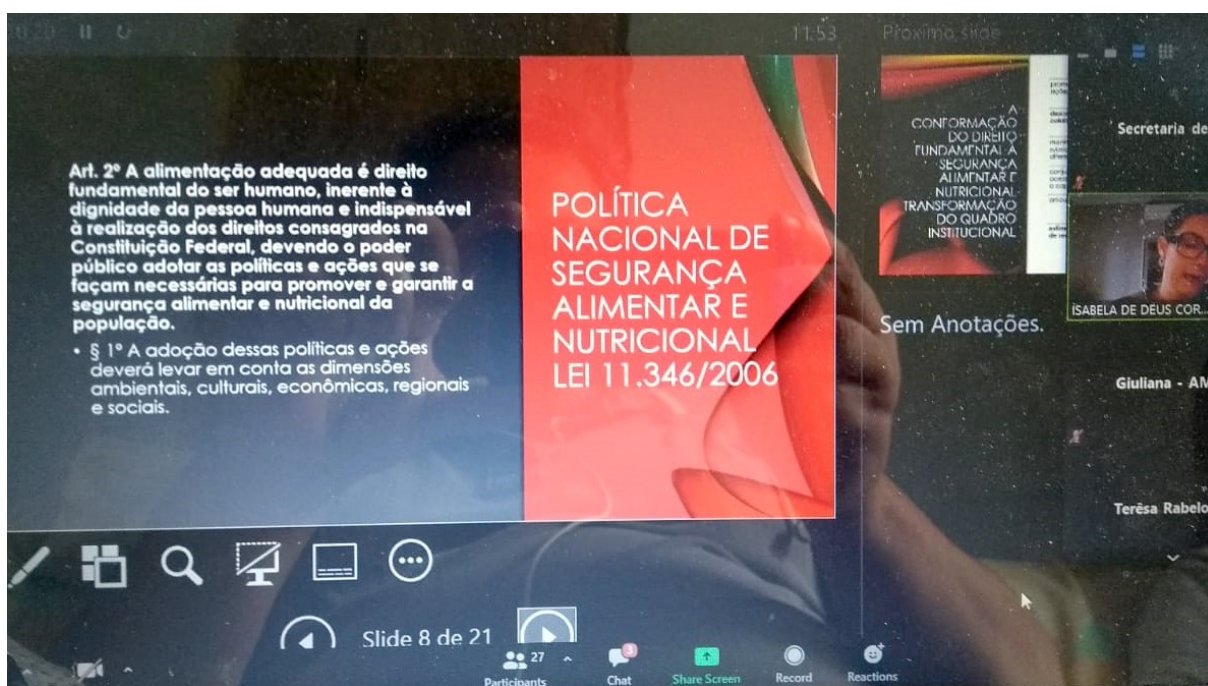 0:20
11:53
Próximo slide
Art. 2º A alimentação adequada é direito
fundamental do ser humano, inerente à
dignidade da pessoa humana e indispensável
à realização dos direitos consagrados na
Constituição Federal, devendo o poder
público adotar as políticas e ações que se
façam necessárias para promover e garantir a
segurança alimentar e nutricional da
população.
• § 1º A adoção dessas políticas e ações
deverá levar em conta as dimensões
ambientais, culturais, econômicas, regionais
e sociais.
POLÍTICA
NACIONAL DE
SEGURANÇA
ALIMENTAR E
NUTRICIONAL
LEI 11.346/2006
A
CONFORMAÇÃO
DO DIREITO
FUNDAMENTAL À
SEGURANÇA
ALIMENTAR E
NUTRICIONAL-
TRANSFORMAÇÃO
DO QUADRO
INSTITUCIONAL
Sem Anotações.
Secretaria de
ISABELA DE DEUS COR...
Giuliana - AM
Terêsa Rabelo
Slide 8 de 21
27
3
Participants
Chat
Share Screen
Record
Reactions